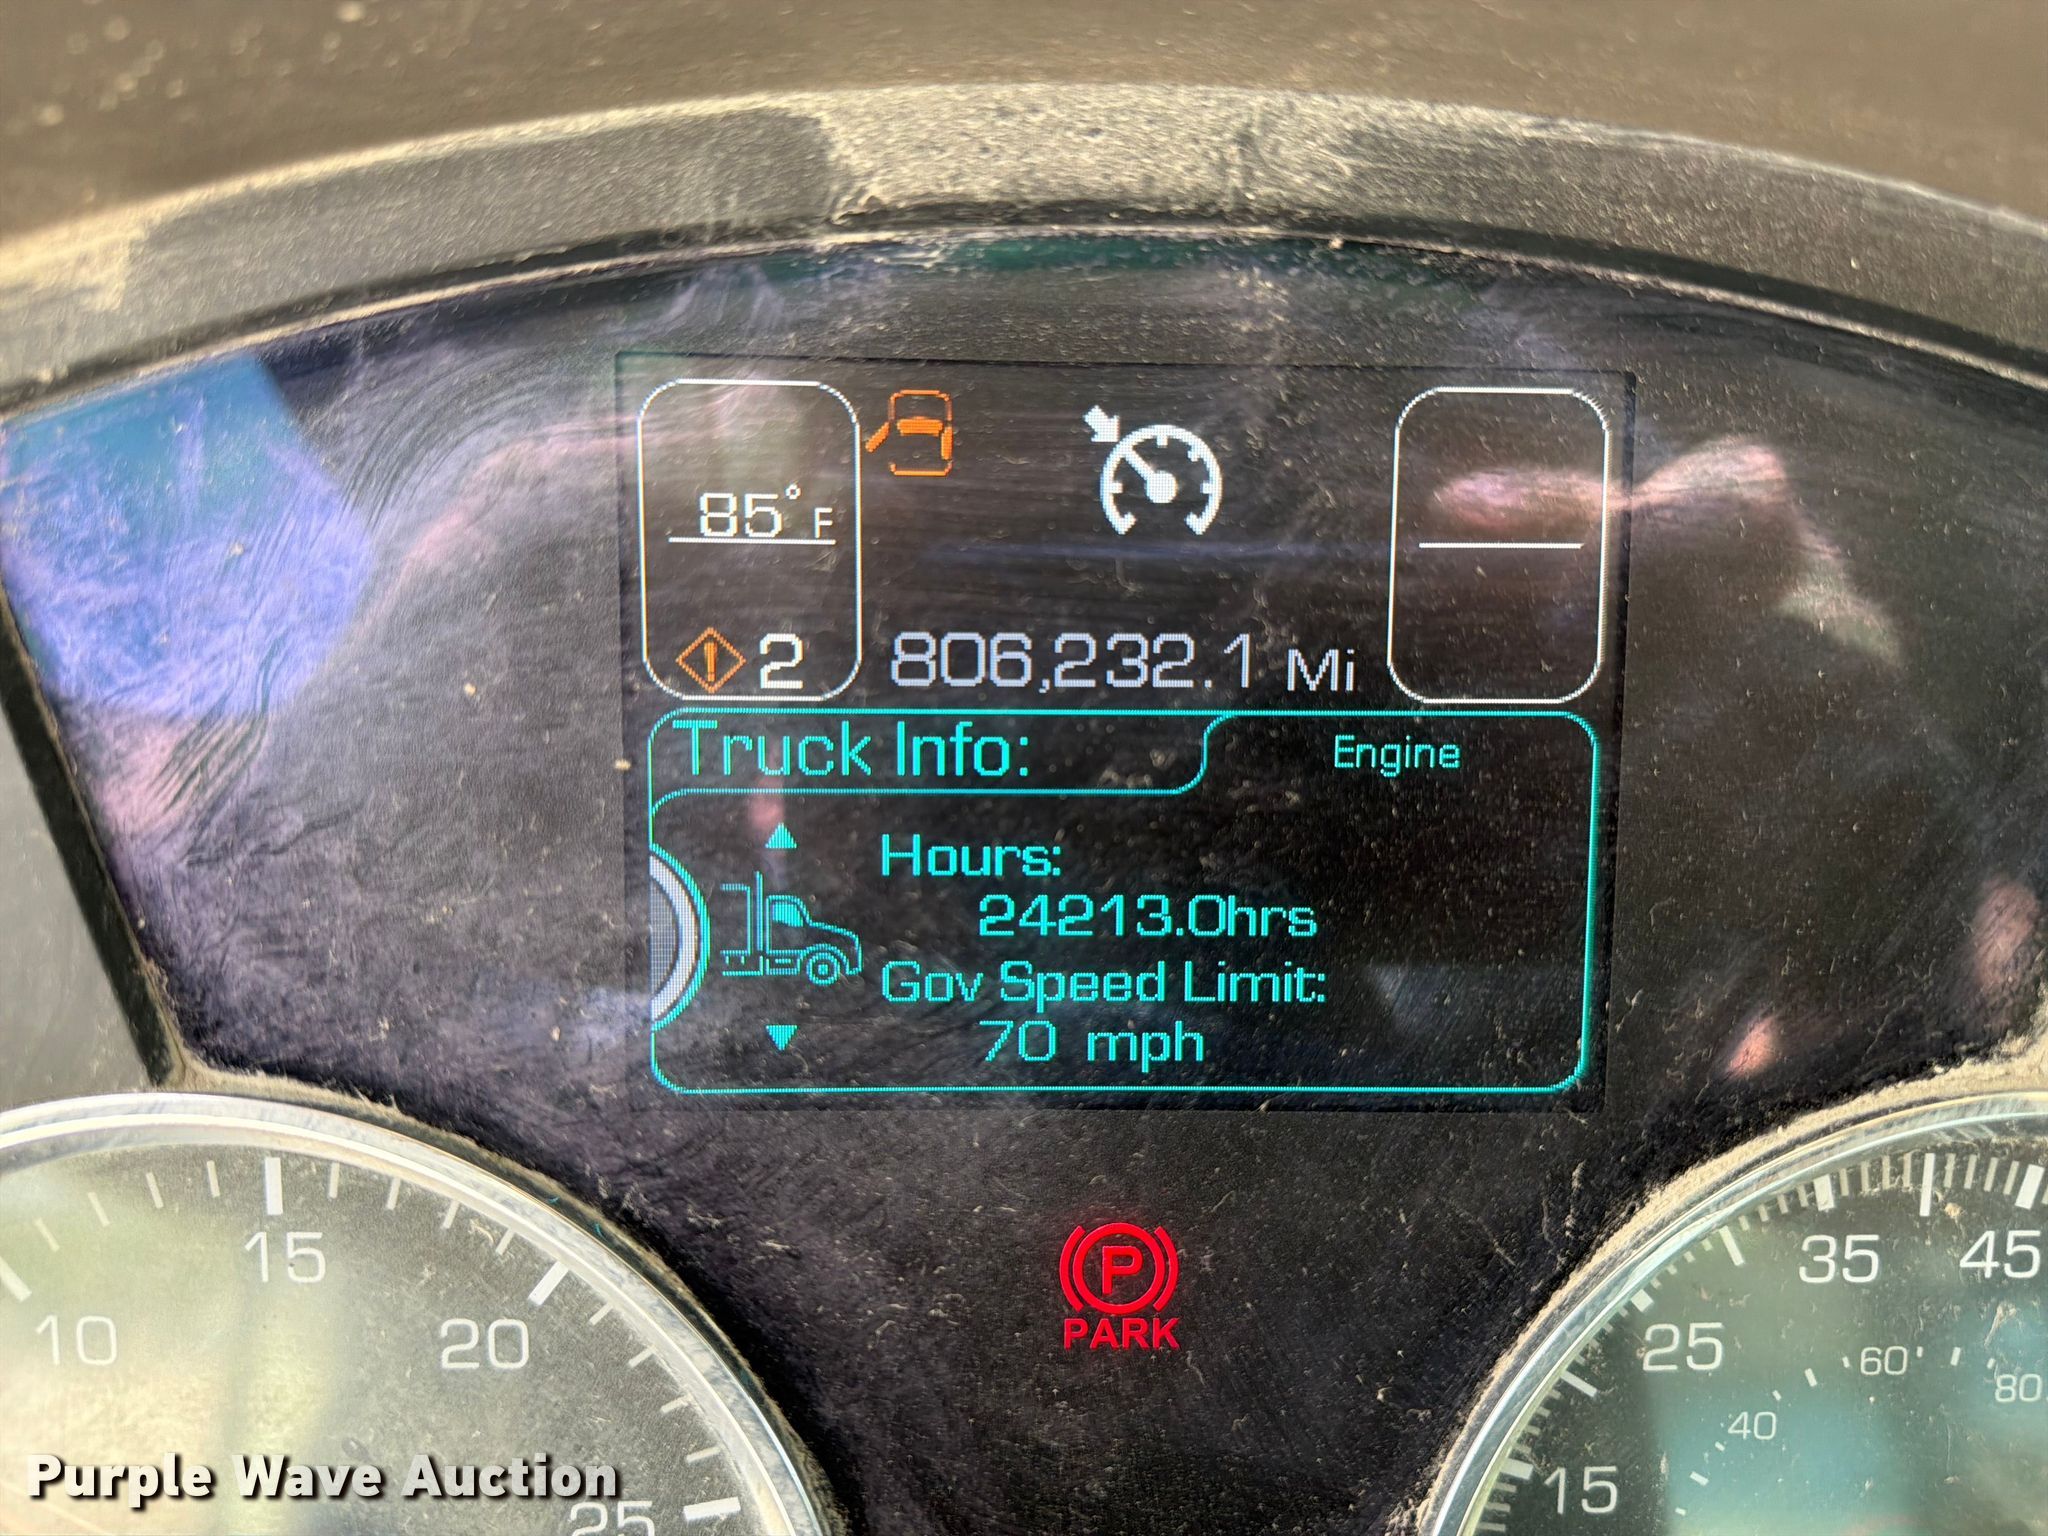 85° F
2 806,232.1 Mi
Truck Info: Engine
Hours:
24213.0hrs
Gov Speed Limit:
70 mph
P
PARK
10 15 20 25
15 25 35 45
40 60 80
Purple Wave Auction